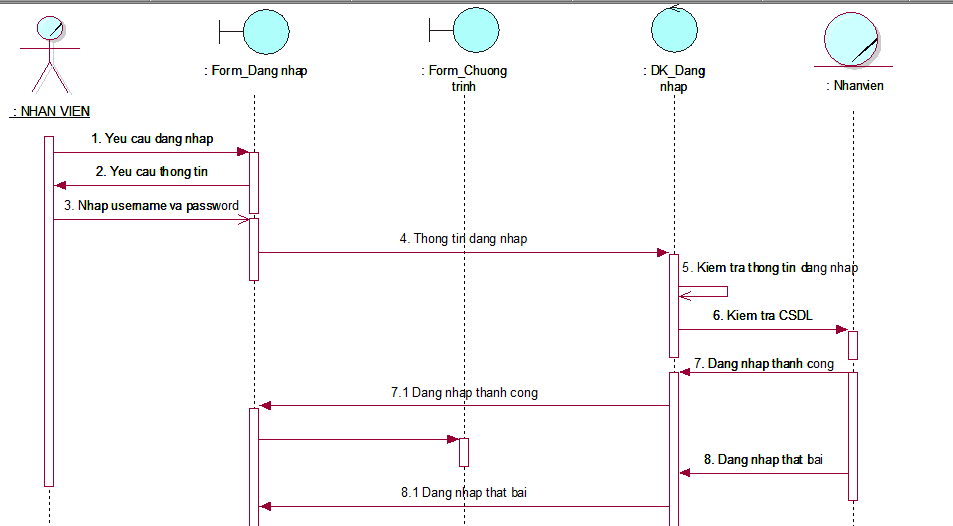 : NHAN VIEN
: Form_Dang nhap
: Form_Chuong
trinh
: DK_Dang
nhap
: Nhanvien
1. Yeu cau dang nhap
2. Yeu cau thong tin
3. Nhap username va password
4. Thong tin dang nhap
5. Kiem tra thong tin dang nhap
6. Kiem tra CSDL
7. Dang nhap thanh cong
7.1 Dang nhap thanh cong
8. Dang nhap that bai
8.1 Dang nhap that bai